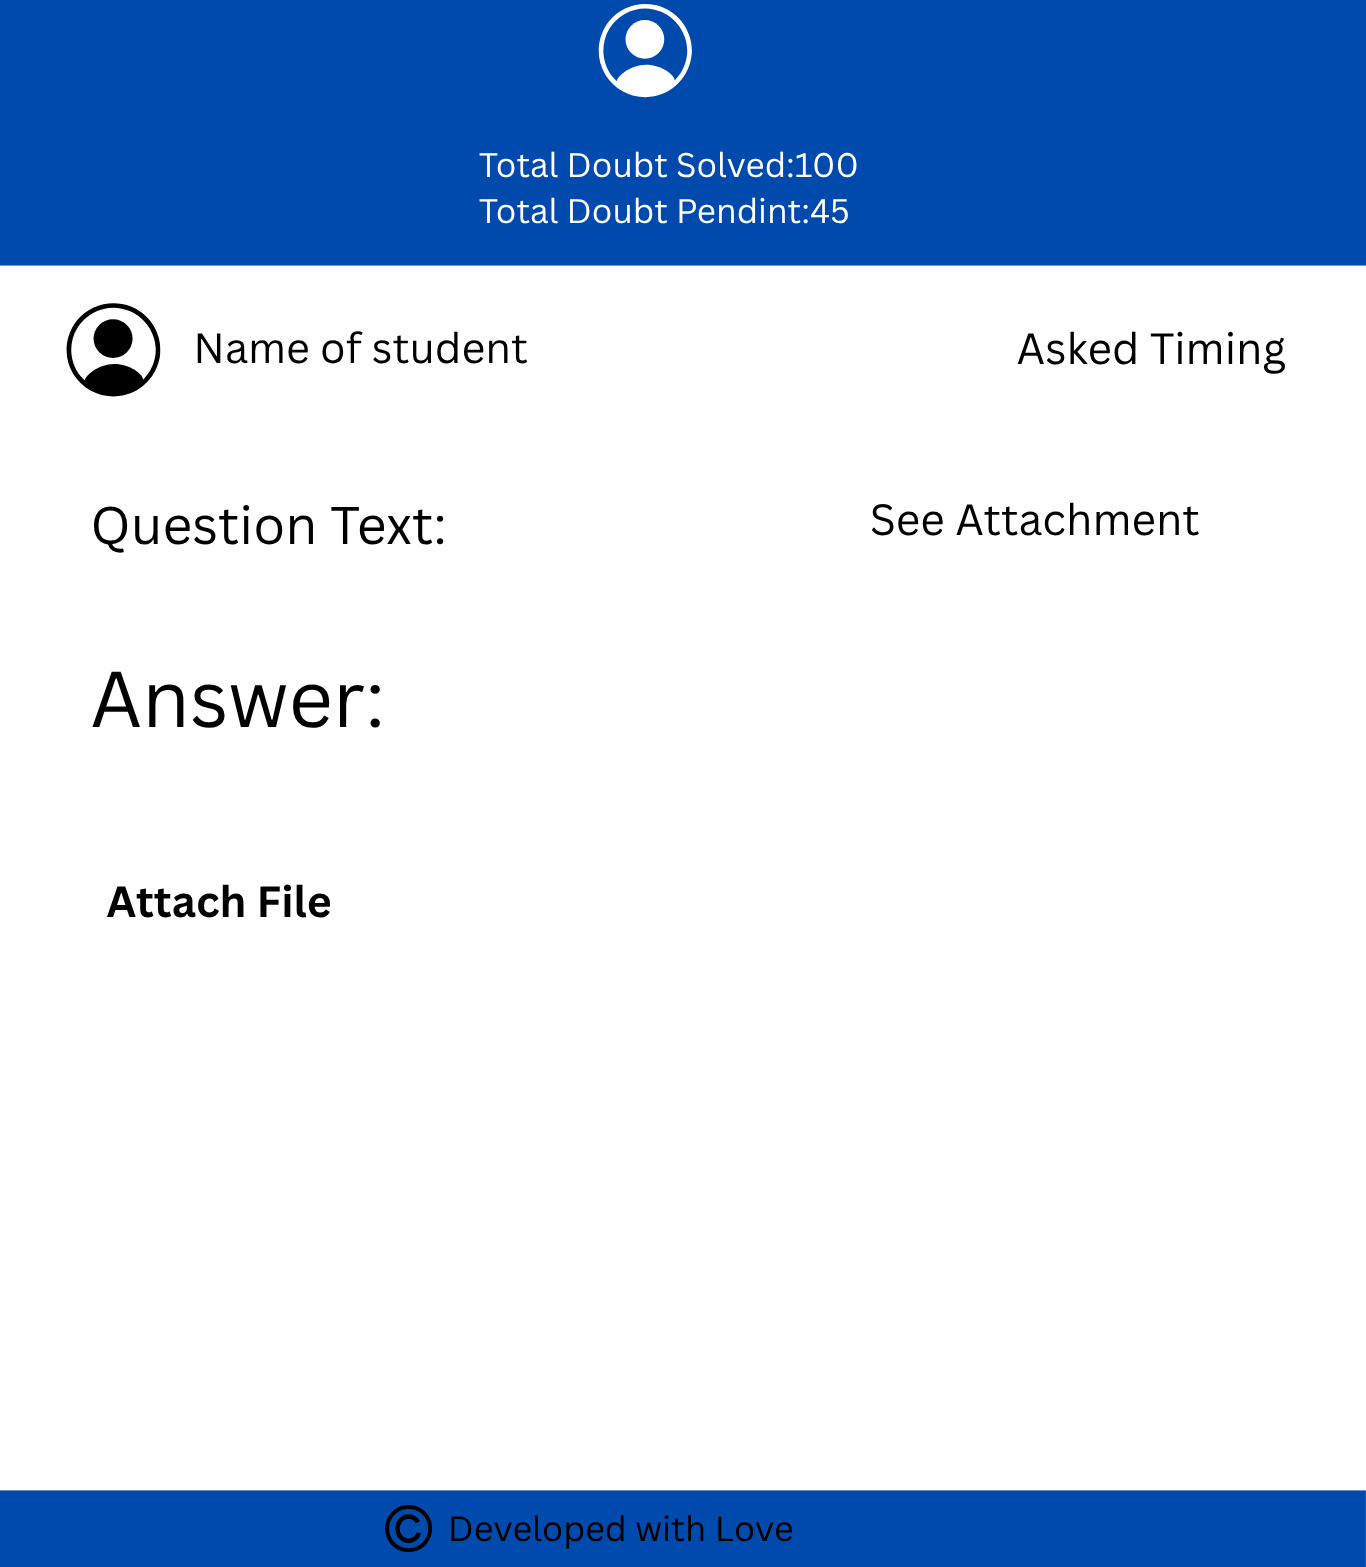 Total Doubt Solved:100
Total Doubt Pendint:45
Name of student
Asked Timing
Question Text:
See Attachment
Answer:
Attach File
© Developed with Love